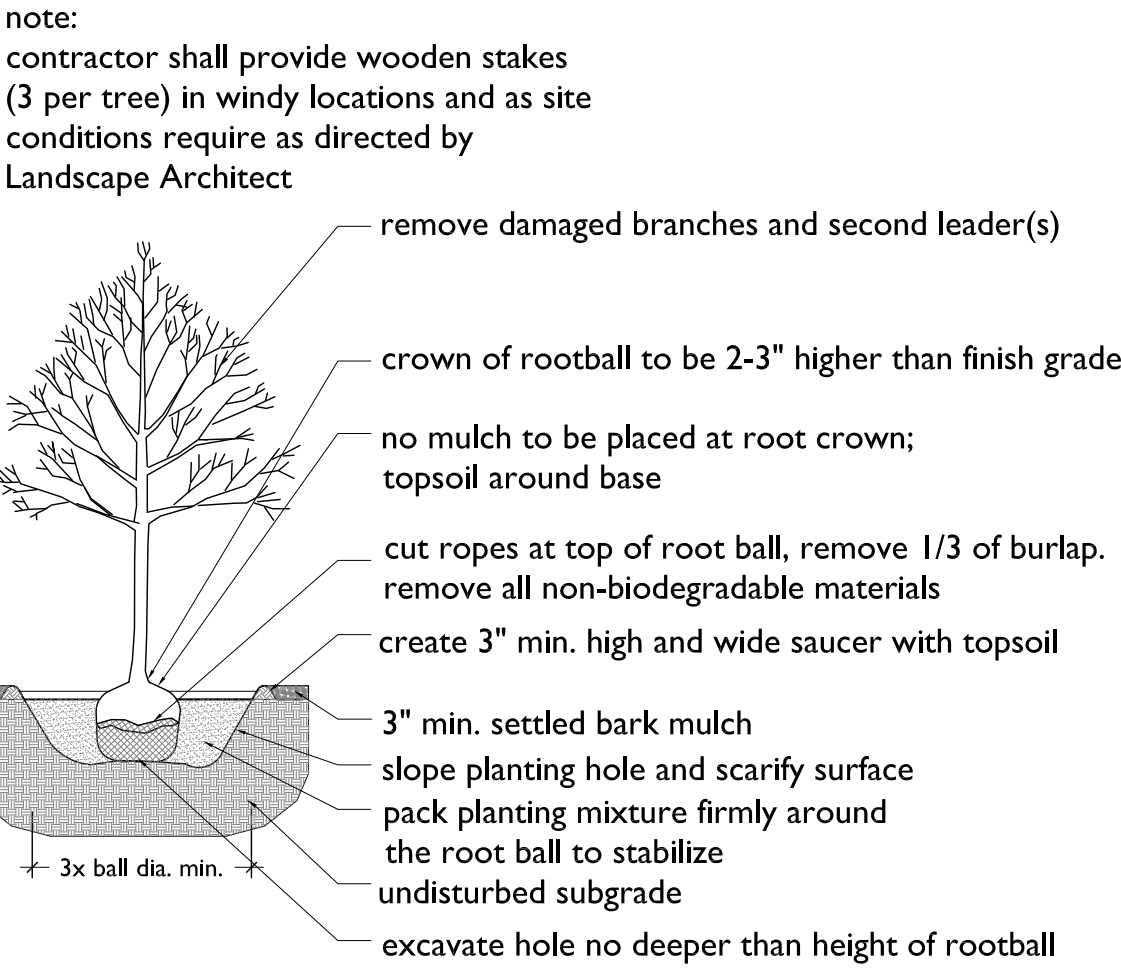 note:
contractor shall provide wooden stakes
(3 per tree) in windy locations and as site
conditions require as directed by
Landscape Architect
remove damaged branches and second leader(s)
crown of rootball to be 2-3" higher than finish grade
no mulch to be placed at root crown;
topsoil around base
cut ropes at top of root ball, remove 1/3 of burlap.
remove all non-biodegradable materials
create 3" min. high and wide saucer with topsoil
3" min. settled bark mulch
slope planting hole and scarify surface
pack planting mixture firmly around
the root ball to stabilize
3x ball dia. min.
undisturbed subgrade
excavate hole no deeper than height of rootball